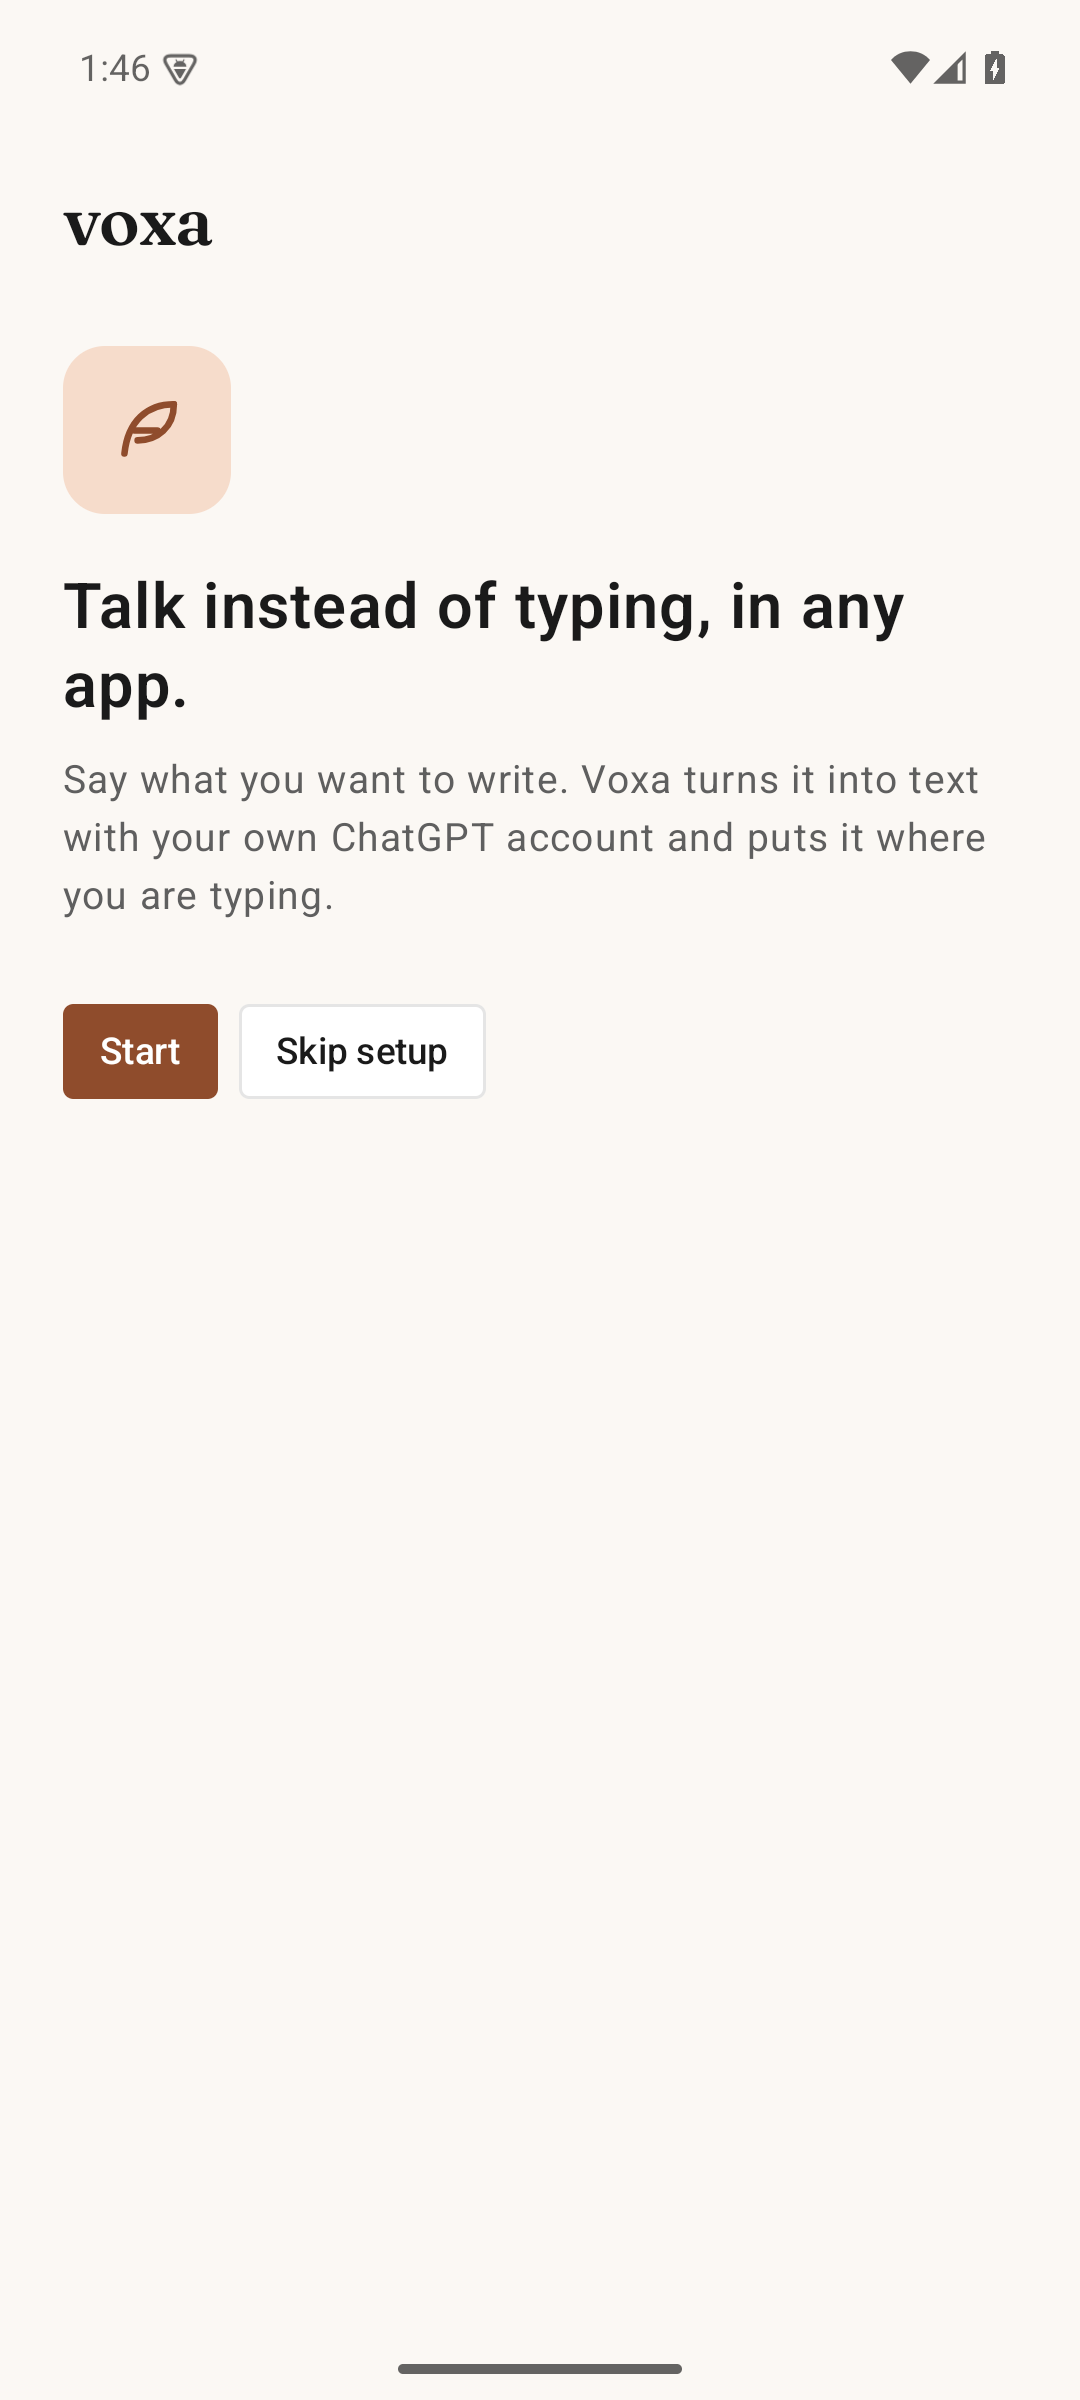 1:46
voxa
Talk instead of typing, in any
app.
Say what you want to write. Voxa turns it into text
with your own ChatGPT account and puts it where
you are typing.
Start
Skip setup